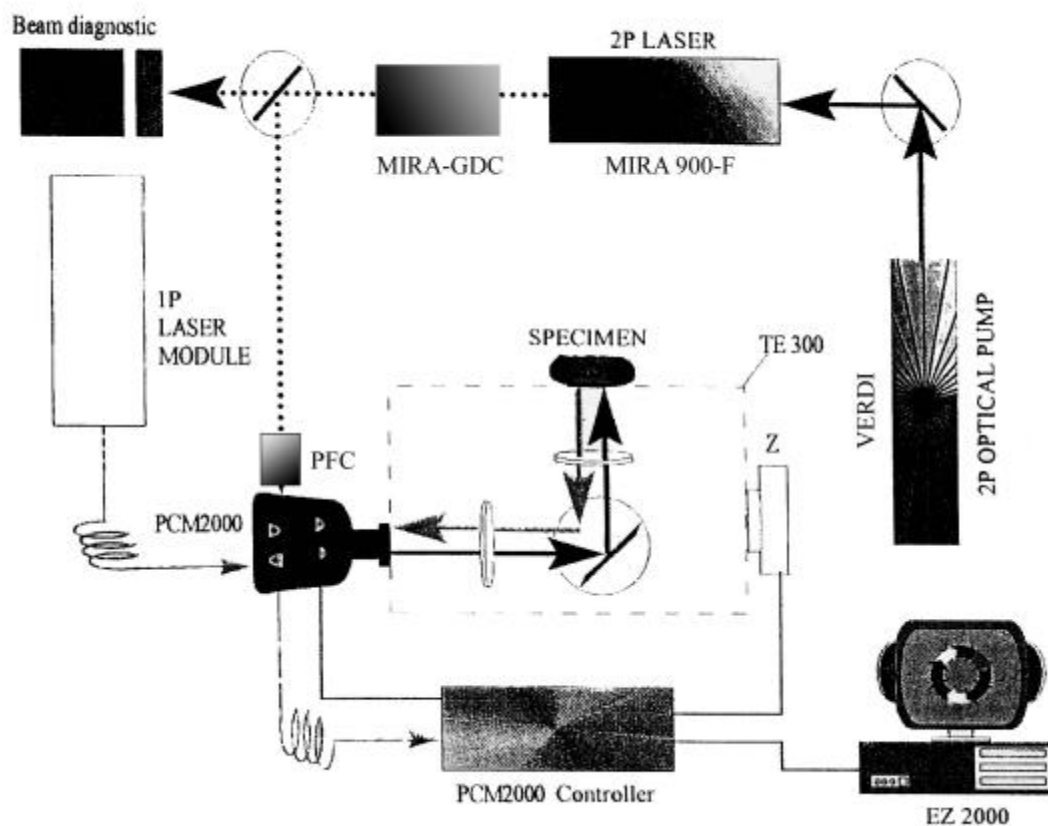 Beam diagnostic
2P LASER
MIRA-GDC
MIRA 900-F
1P
LASER
MODULE
SPECIMEN
TE 300
VERDI
2P OPTICAL PUMP
Z
PFC
PCM2000
PCM2000 Controller
EZ 2000